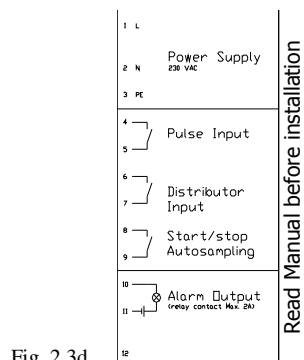 1 L
Power Supply
2 N 230 VAC
3 PE
4
Pulse Input
5
6
Distributor
7 Input
8 Start/stop
9 Autosampling
10
Alarm Output
11 (relay contact Max. 2A)
12
Read Manual before installation
Fig. 2.3d